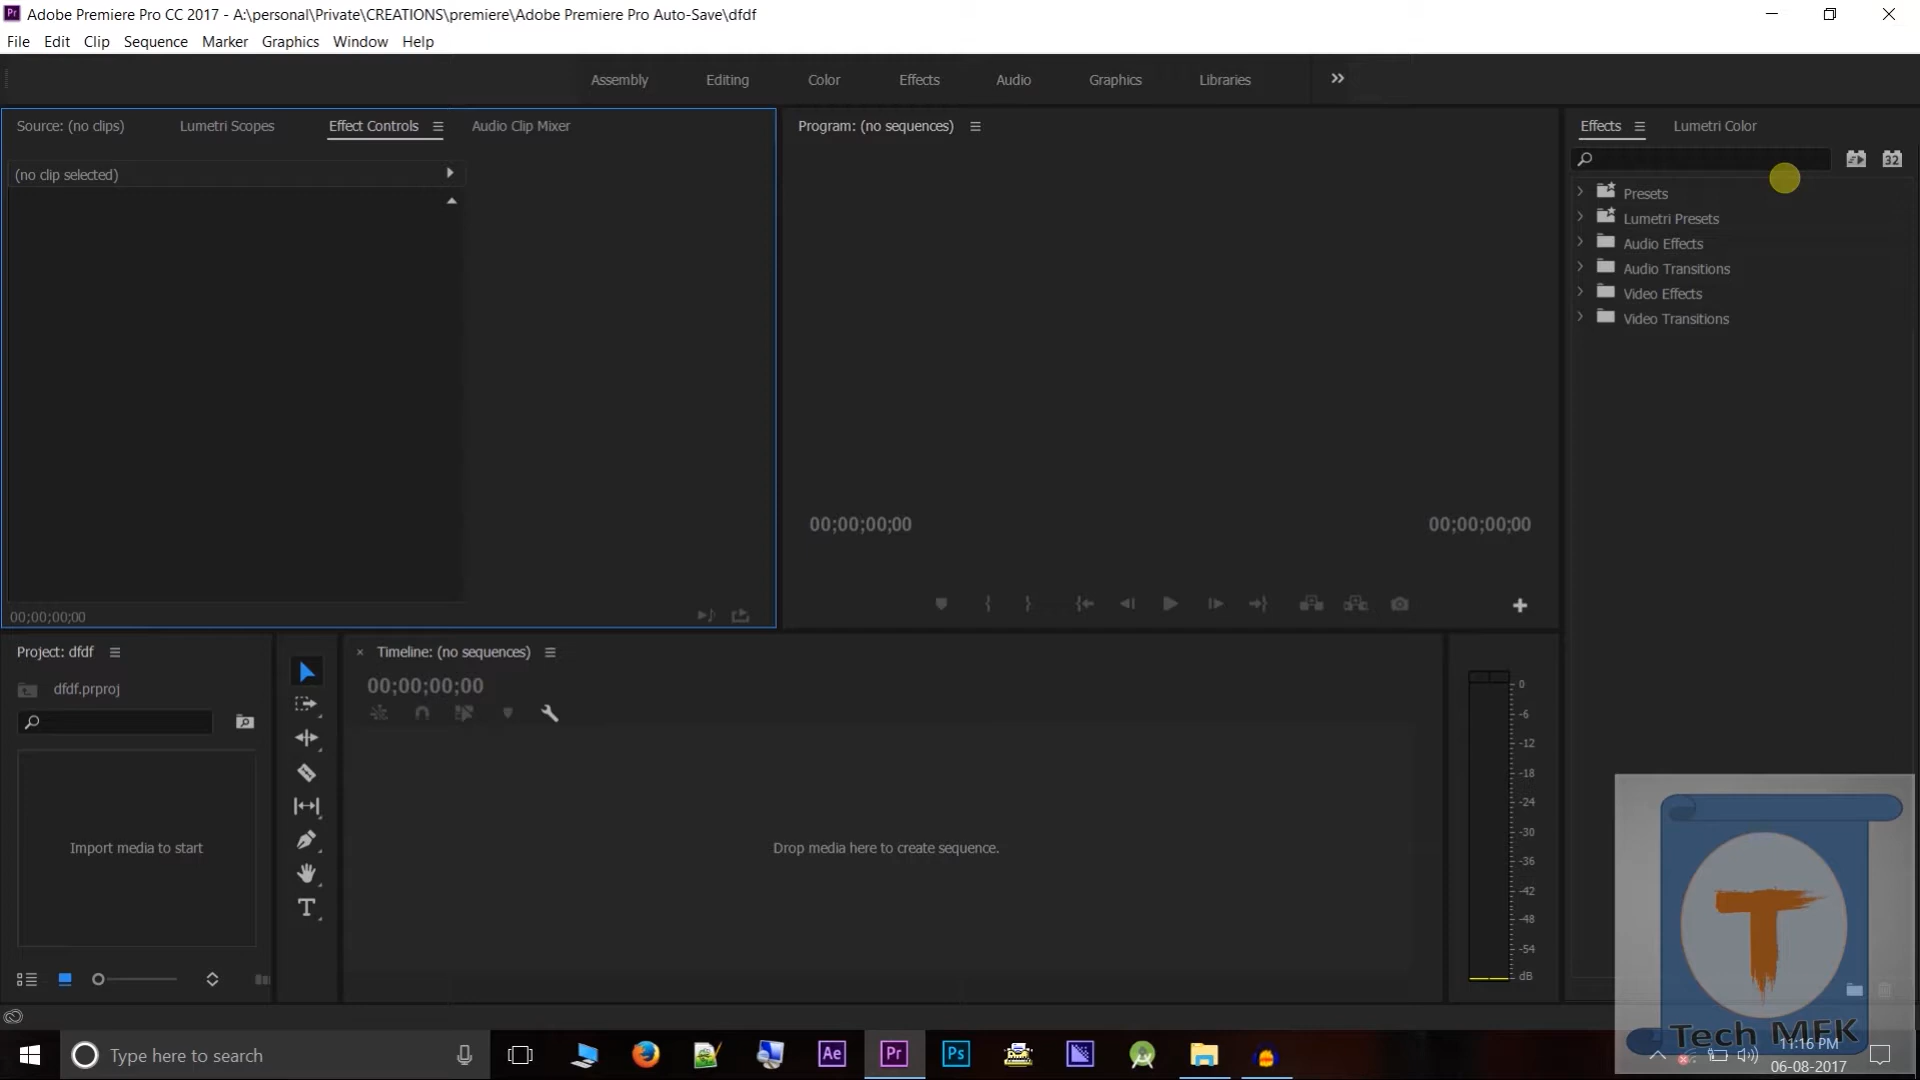 Adobe Premiere Pro CC 2017 - A:\personal\Private\CREATIONS\premiere\Adobe Premiere Pro Auto-Save\dfdf
File Edit Clip Sequence Marker Graphics Window Help
Assembly Editing Color Effects Audio Graphics Libraries
Source: (no clips) Lumetri Scopes Effect Controls Audio Clip Mixer
Program: (no sequences)
Effects Lumetri Color
32
(no clip selected)
Presets
Lumetri Presets
Audio Effects
Audio Transitions
Video Effects
Video Transitions
00;00;00;00 00;00;00;00
00;00;00;00
Project: dfdf
dfdf.prproj
Import media to start
Timeline: (no sequences)
00;00;00;00
Drop media here to create sequence.
0
-6
-12
-18
-24
-30
-36
-42
-48
-54
dB
T
Tech MFK
Type here to search
Ae Pr Ps
11:16 PM
06-08-2017